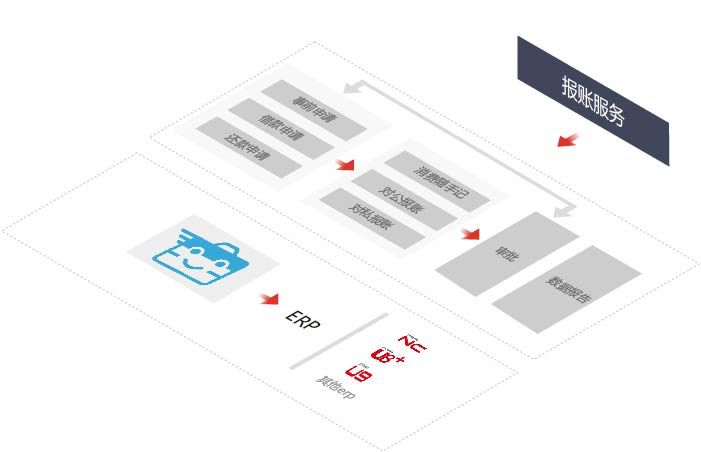 报账服务
事前申请
借款申请
还款申请
消费随手记
对公报账
对私报账
审批
数据报告
ERP
NC
U8+
U9
其他erp